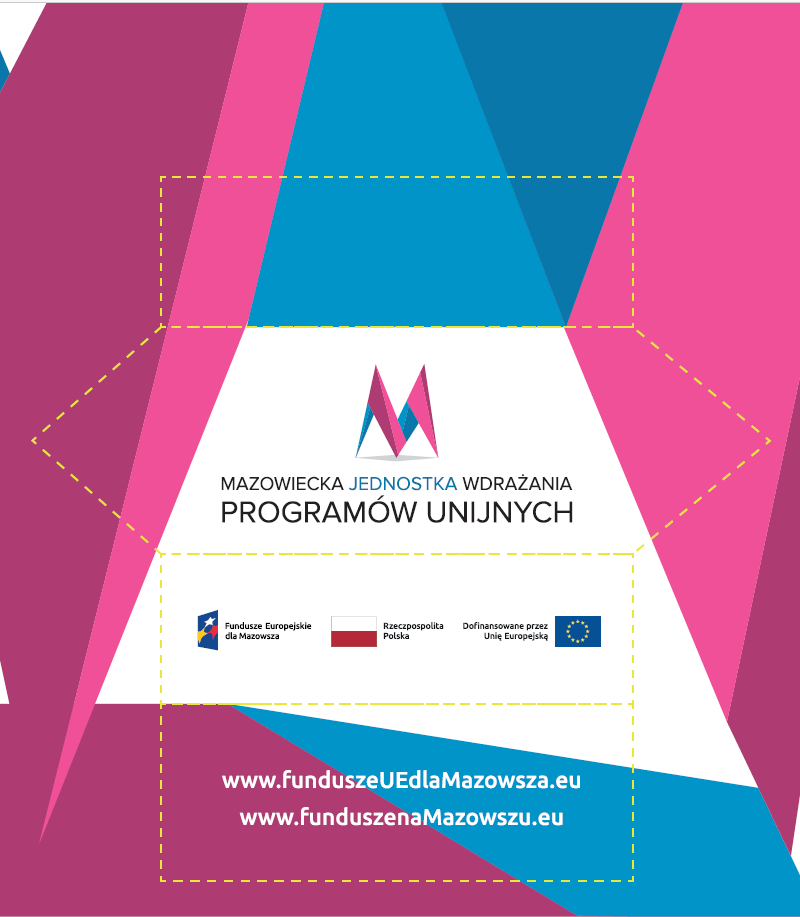 MAZOWIECKA JEDNOSTKA WDRAŻANIA
PROGRAMÓW UNIJNYCH
Fundusze Europejskie
dla Mazowsza
Rzeczpospolita
Polska
Dofinansowane przez
Unię Europejską
www.funduszeUEdlaMazowsza.eu
www.funduszenaMazowszu.eu